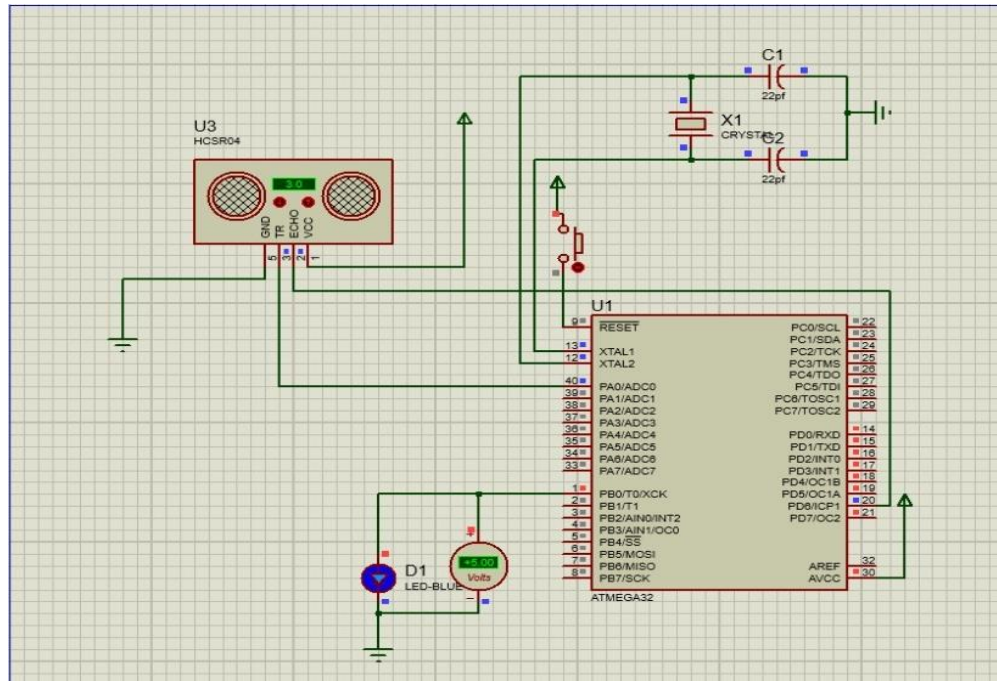 C1
22pf
X1
CRYSTAL
C2
22pf
U3
HCSR04
3.0
GND
TR
ECHO
VCC
5
3
2
1
U1
9 RESET
13 XTAL1
12 XTAL2
40 PA0/ADC0
39 PA1/ADC1
38 PA2/ADC2
37 PA3/ADC3
36 PA4/ADC4
35 PA5/ADC5
34 PA6/ADC6
33 PA7/ADC7
1 PB0/T0/XCK
2 PB1/T1
3 PB2/AIN0/INT2
4 PB3/AIN1/OC0
5 PB4/SS
6 PB5/MOSI
7 PB6/MISO
8 PB7/SCK
PC0/SCL 22
PC1/SDA 23
PC2/TCK 24
PC3/TMS 25
PC4/TDO 26
PC5/TDI 27
PC6/TOSC1 28
PC7/TOSC2 29
PD0/RXD 14
PD1/TXD 15
PD2/INT0 16
PD3/INT1 17
PD4/OC1B 18
PD5/OC1A 19
PD6/ICP1 20
PD7/OC2 21
AREF 32
AVCC 30
ATMEGA32
D1
LED-BLUE
+5.00
Volts